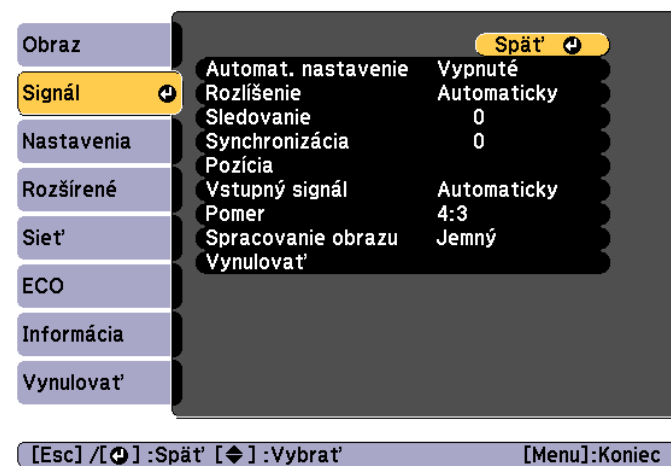 Obraz
Signál
Nastavenia
Rozšírené
Sieť
ECO
Informácia
Vynulovať
Späť
Automat. nastavenie Vypnuté
Rozlíšenie Automaticky
Sledovanie 0
Synchronizácia 0
Pozícia
Vstupný signál Automaticky
Pomer 4:3
Spracovanie obrazu Jemný
Vynulovať
[Esc] /[⏎] :Späť [◆] :Vybrať [Menu]:Koniec